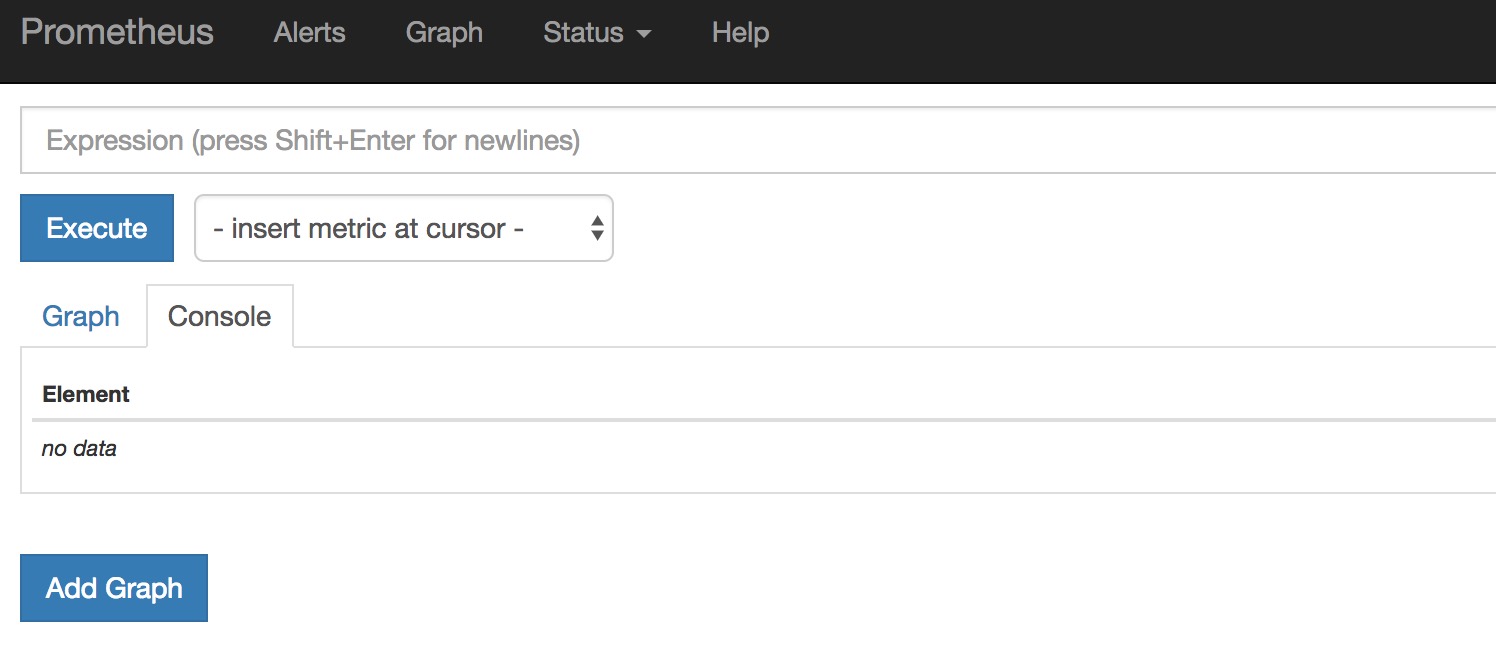 Prometheus Alerts Graph Status Help
Expression (press Shift+Enter for newlines)
Execute - insert metric at cursor -
Graph Console
Element
no data
Add Graph